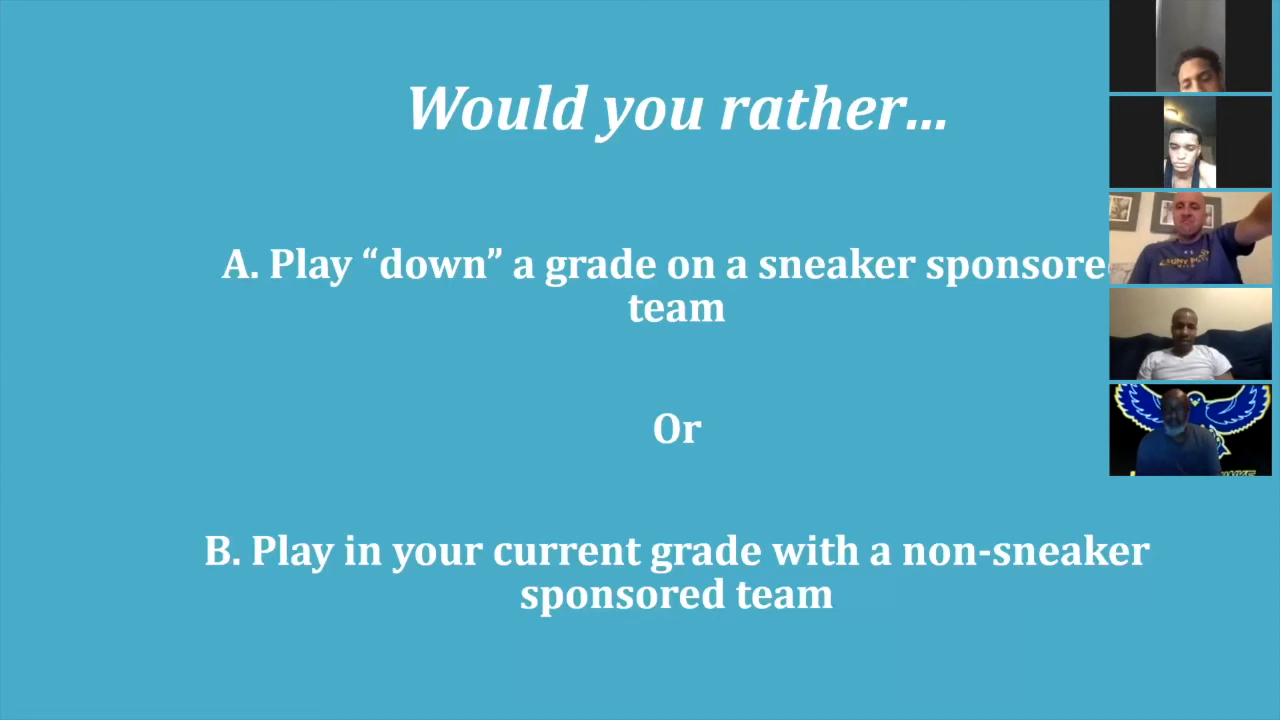 Would you rather...
A. Play “down” a grade on a sneaker sponsore
team
Or
B. Play in your current grade with a non-sneaker
sponsored team